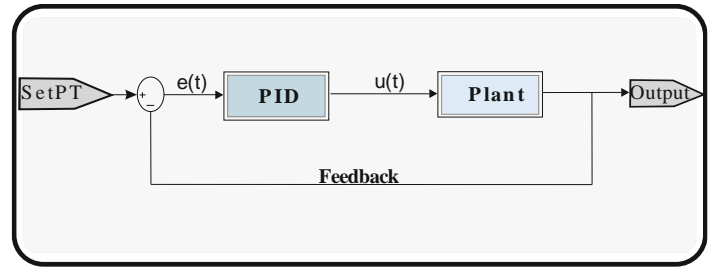 SetPT
+
−
e(t)
PID
u(t)
Plant
Output
Feedback